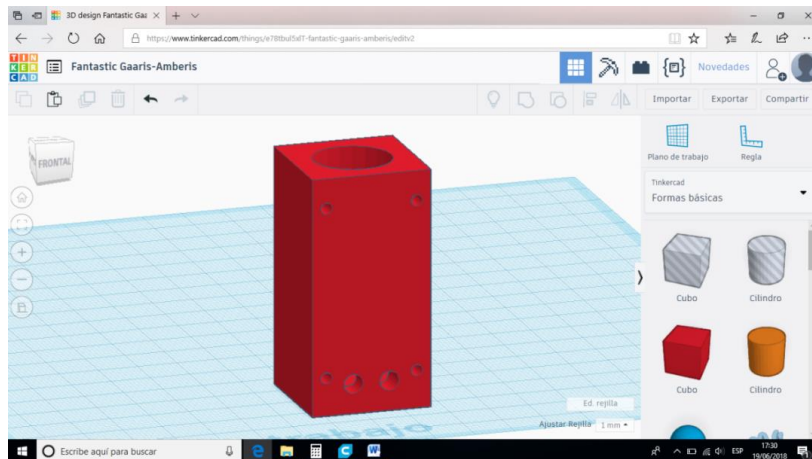 3D design Fantastic Gaa
https://www.tinkercad.com/things/e78tbul5xlT-fantastic-gaaris-amberis/editv2
TIN
KER
CAD
Fantastic Gaaris-Amberis
Novedades
Importar
Exportar
Compartir
FRONTAL
Plano de trabajo
Regla
Tinkercad
Formas básicas
Cubo
Cilindro
Cubo
Cilindro
Ed. rejilla
Ajustar Rejilla 1 mm
Escribe aquí para buscar
ESP
17:30
19/06/2018